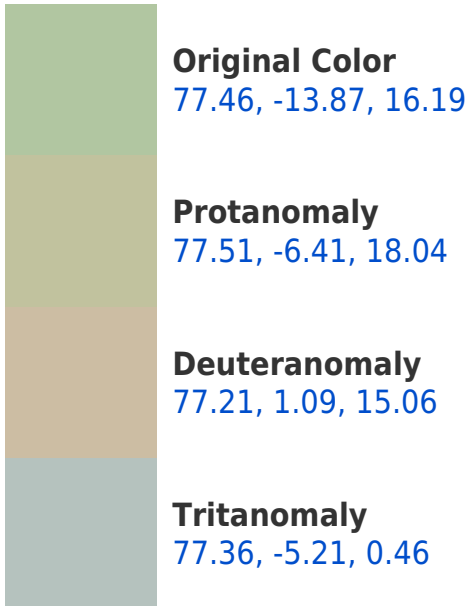 Original Color
77.46, -13.87, 16.19
Protanomaly
77.51, -6.41, 18.04
Deuteranomaly
77.21, 1.09, 15.06
Tritanomaly
77.36, -5.21, 0.46